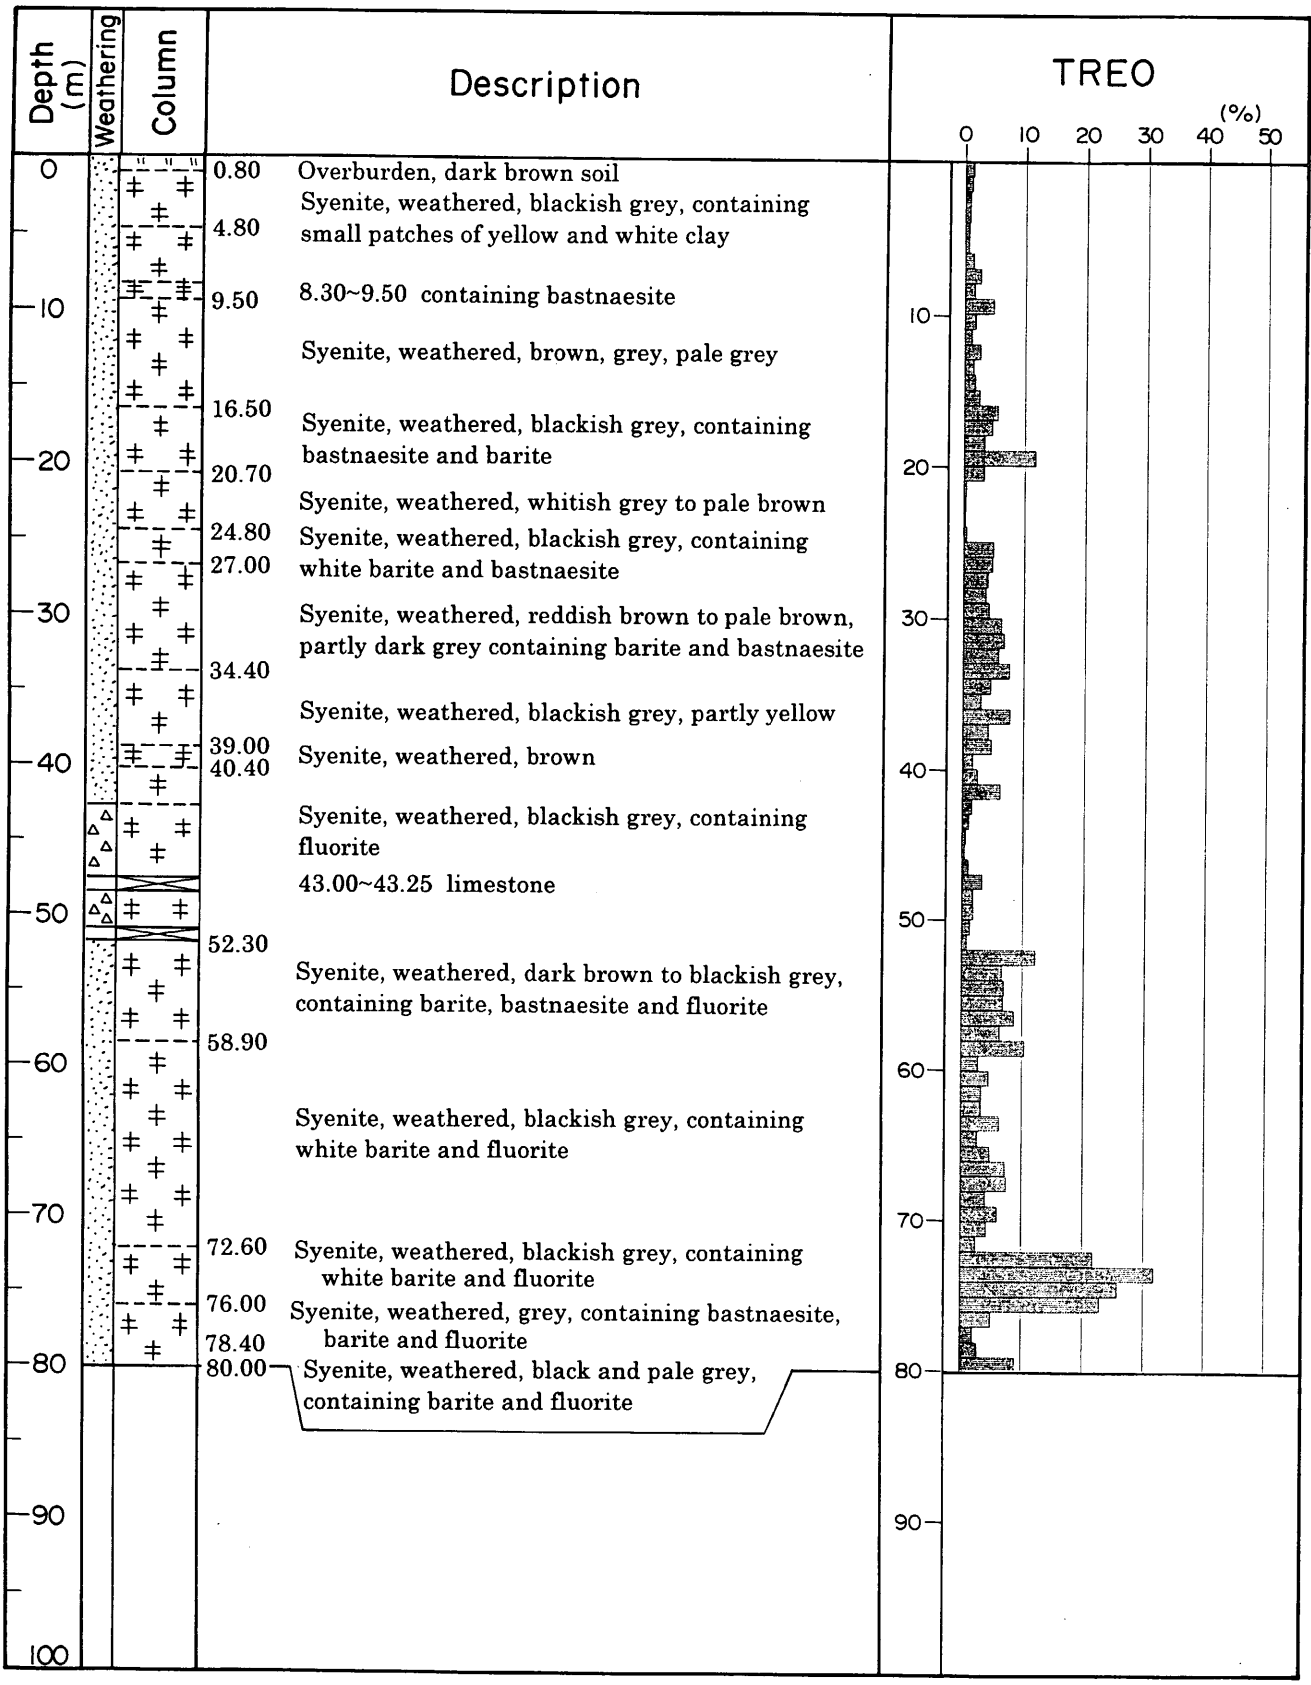 Depth (m)
Weathering
Column
Description
TREO
(%)
0 10 20 30 40 50
0
0.80 Overburden, dark brown soil
Syenite, weathered, blackish grey, containing
4.80 small patches of yellow and white clay
9.50 8.30~9.50 containing bastnaesite
10
10
Syenite, weathered, brown, grey, pale grey
16.50
Syenite, weathered, blackish grey, containing
bastnaesite and barite
20
20
20.70
Syenite, weathered, whitish grey to pale brown
24.80 Syenite, weathered, blackish grey, containing
27.00 white barite and bastnaesite
30
30
Syenite, weathered, reddish brown to pale brown,
partly dark grey containing barite and bastnaesite
34.40
Syenite, weathered, blackish grey, partly yellow
39.00
Syenite, weathered, brown
40
40.40
40
Syenite, weathered, blackish grey, containing
fluorite
43.00~43.25 limestone
50
50
52.30
Syenite, weathered, dark brown to blackish grey,
containing barite, bastnaesite and fluorite
58.90
60
60
Syenite, weathered, blackish grey, containing
white barite and fluorite
70
70
72.60 Syenite, weathered, blackish grey, containing
white barite and fluorite
76.00 Syenite, weathered, grey, containing bastnaesite,
78.40 barite and fluorite
80
80.00 Syenite, weathered, black and pale grey,
80
containing barite and fluorite
90
90
100